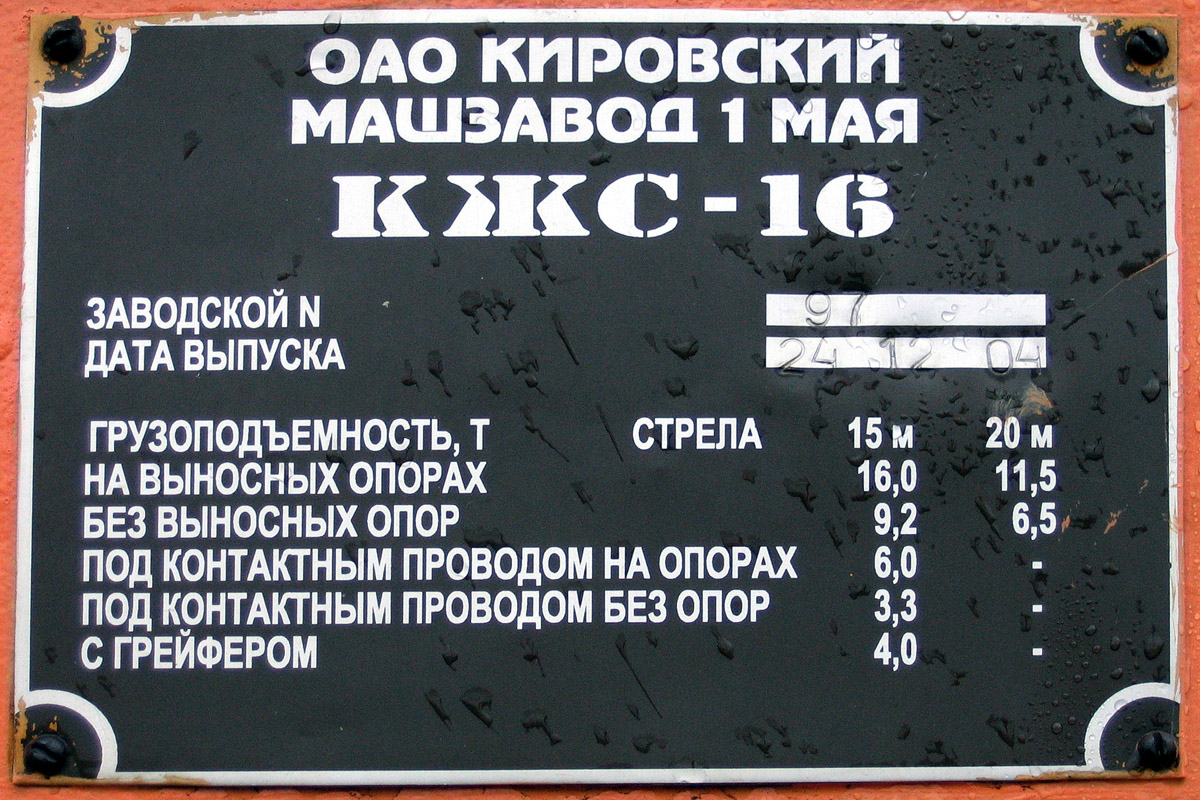 ОАО КИРОВСКИЙ
МАШЗАВОД 1 МАЯ
КЖС-16
ЗАВОДСКОЙ N 97
ДАТА ВЫПУСКА 24 12 04
ГРУЗОПОДЪЕМНОСТЬ, Т СТРЕЛА 15 м 20 м
НА ВЫНОСНЫХ ОПОРАХ 16,0 11,5
БЕЗ ВЫНОСНЫХ ОПОР 9,2 6,5
ПОД КОНТАКТНЫМ ПРОВОДОМ НА ОПОРАХ 6,0 -
ПОД КОНТАКТНЫМ ПРОВОДОМ БЕЗ ОПОР 3,3 -
С ГРЕЙФЕРОМ 4,0 -